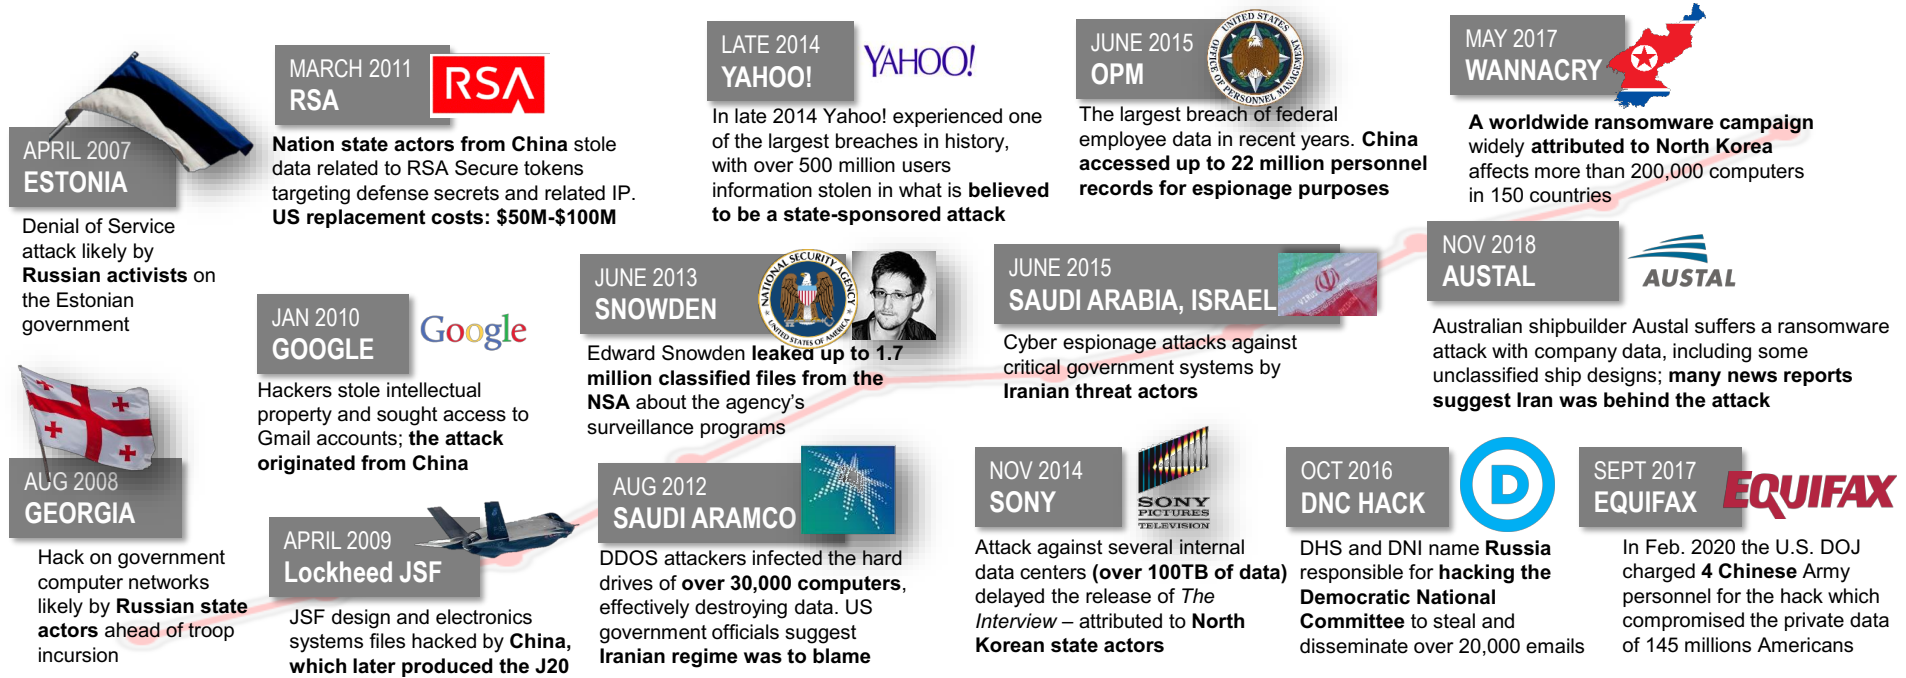 APRIL 2007
ESTONIA
Denial of Service
attack likely by
Russian activists on
the Estonian
government
AUG 2008
GEORGIA
Hack on government
computer networks
likely by Russian state
actors ahead of troop
incursion
MARCH 2011
RSA
RSA
Nation state actors from China stole
data related to RSA Secure tokens
targeting defense secrets and related IP.
US replacement costs: $50M-$100M
JAN 2010
GOOGLE
Google
Hackers stole intellectual
property and sought access to
Gmail accounts; the attack
originated from China
APRIL 2009
Lockheed JSF
JSF design and electronics
systems files hacked by China,
which later produced the J20
LATE 2014
YAHOO!
YAHOO!
In late 2014 Yahoo! experienced one
of the largest breaches in history,
with over 500 million users
information stolen in what is believed
to be a state-sponsored attack
JUNE 2013
SNOWDEN
NATIONAL SECURITY AGENCY
UNITED STATES OF AMERICA
Edward Snowden leaked up to 1.7
million classified files from the
NSA about the agency's
surveillance programs
AUG 2012
SAUDI ARAMCO
DDOS attackers infected the hard
drives of over 30,000 computers,
effectively destroying data. US
government officials suggest
Iranian regime was to blame
JUNE 2015
OPM
UNITED STATES
OFFICE OF PERSONNEL MANAGEMENT
The largest breach of federal
employee data in recent years. China
accessed up to 22 million personnel
records for espionage purposes
JUNE 2015
SAUDI ARABIA, ISRAEL
Cyber espionage attacks against
critical government systems by
Iranian threat actors
NOV 2014
SONY
SONY
PICTURES
TELEVISION
Attack against several internal
data centers (over 100TB of data)
delayed the release of The
Interview – attributed to North
Korean state actors
MAY 2017
WANNACRY
A worldwide ransomware campaign
widely attributed to North Korea
affects more than 200,000 computers
in 150 countries
NOV 2018
AUSTAL
AUSTAL
Australian shipbuilder Austal suffers a ransomware
attack with company data, including some
unclassified ship designs; many news reports
suggest Iran was behind the attack
OCT 2016
DNC HACK
D
DHS and DNI name Russia
responsible for hacking the
Democratic National
Committee to steal and
disseminate over 20,000 emails
SEPT 2017
EQUIFAX
EQUIFAX
In Feb. 2020 the U.S. DOJ
charged 4 Chinese Army
personnel for the hack which
compromised the private data
of 145 millions Americans